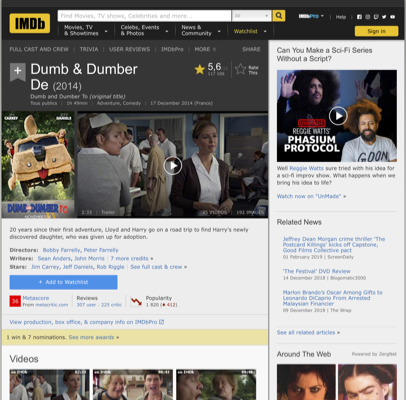 IMDb
Find Movies, TV shows, Celebrities and more...
All
IMDbPro
Help
Movies, TV & Showtimes
Celebs, Events & Photos
News & Community
Watchlist
Sign in
FULL CAST AND CREW | TRIVIA | USER REVIEWS | IMDbPro | MORE
SHARE
Dumb & Dumber
De (2014)
5,6
Rate This
Dumb and Dumber To (original title)
Tous publics | 1h 49min | Adventure, Comedy | 17 December 2014 (France)
CARREY
DANIELS
DUMB DUMBER
2:33 | Trailer
VIDEOS
IMAGES
20 years since their first adventure, Lloyd and Harry go on a road trip to find Harry's newly
discovered daughter, who was given up for adoption.
Directors: Bobby Farrelly, Peter Farrelly
Writers: Sean Anders, John Morris | 7 more credits »
Stars: Jim Carrey, Jeff Daniels, Rob Riggle | See full cast & crew »
+ Add to Watchlist
36
Metascore
From metacritic.com
Reviews
307 user | 225 critic
Popularity
1 820
View production, box office, & company info on IMDbPro
1 win & 7 nominations. See more awards »
Videos
Can You Make a Sci-Fi Series
Without a Script?
REGGIE WATTS'
PHASIUM
PROTOCOL
Well Reggie Watts sure tried with his idea for
a sci-fi improv show. What happens when we
bring his idea to life?
Watch now on "UnMade" »
Related News
Jeffrey Dean Morgan crime thriller 'The
Postcard Killings' kicks off Capstone,
Good Films Collective pact
01 February 2019 | ScreenDaily
'The Festival' DVD Review
14 December 2018 | Blogomatic3000
Marlon Brando's Oscar Among Gifts to
Leonardo DiCaprio From Arrested
Malaysian Financier
09 December 2018 | The Wrap
See all related articles »
Around The Web
Powered by ZergNet